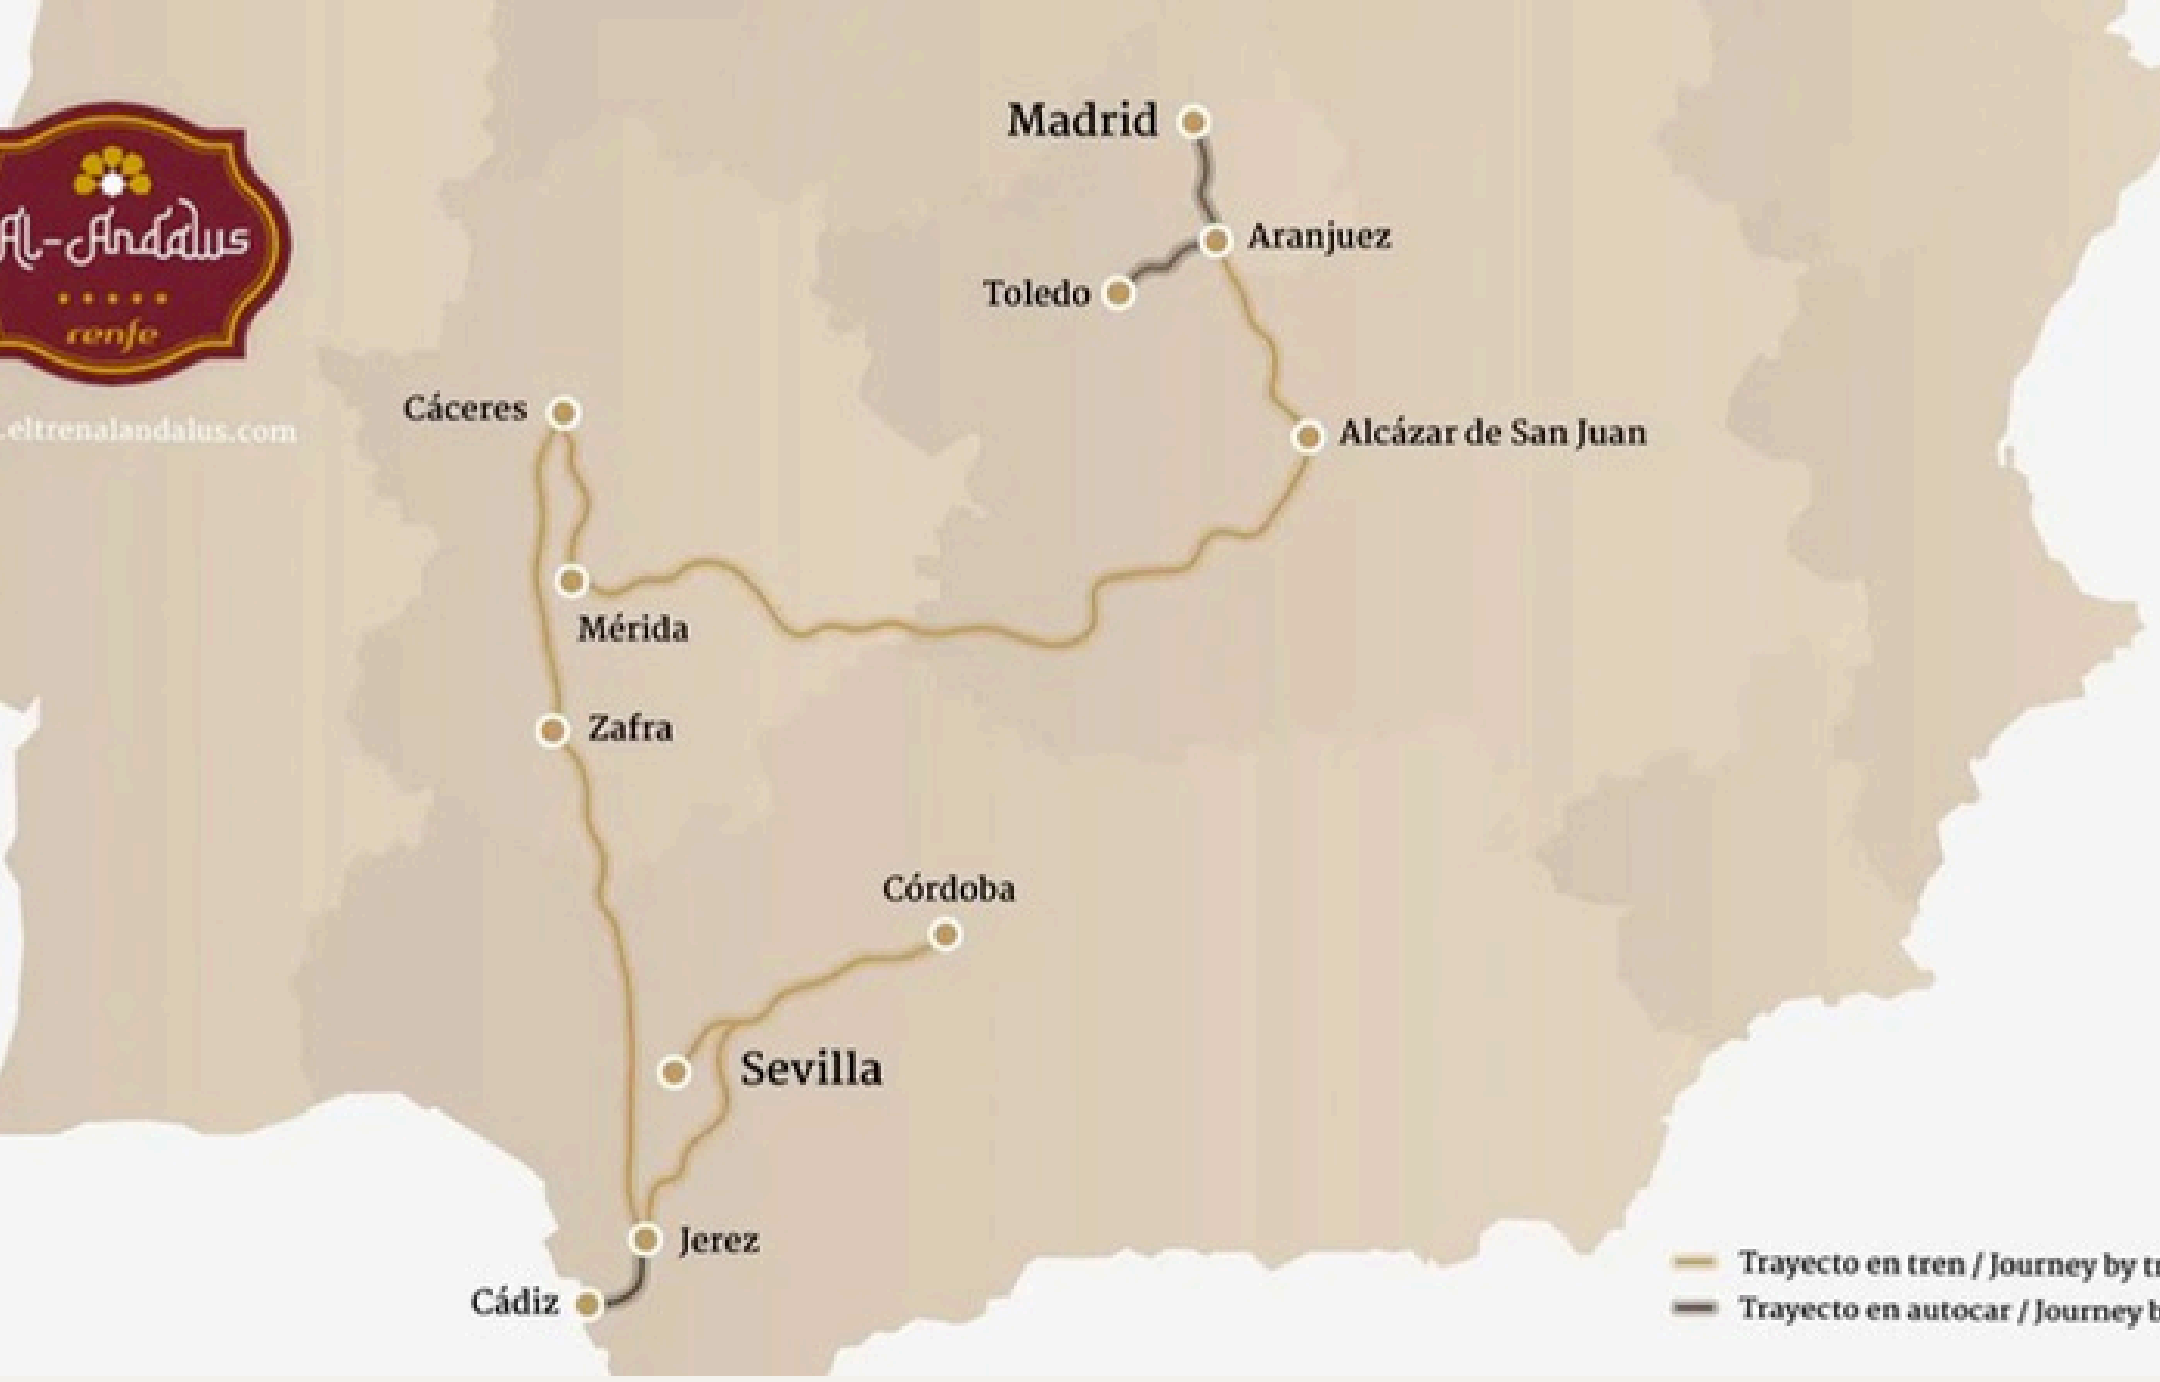 Madrid
Al-Andalus
renfe
Aranjuez
Toledo
Cáceres
.eltrenalandalus.com
Alcázar de San Juan
Mérida
Zafra
Córdoba
Sevilla
Jerez
Cádiz
Trayecto en tren / Journey by tr
Trayecto en autocar / Journey b